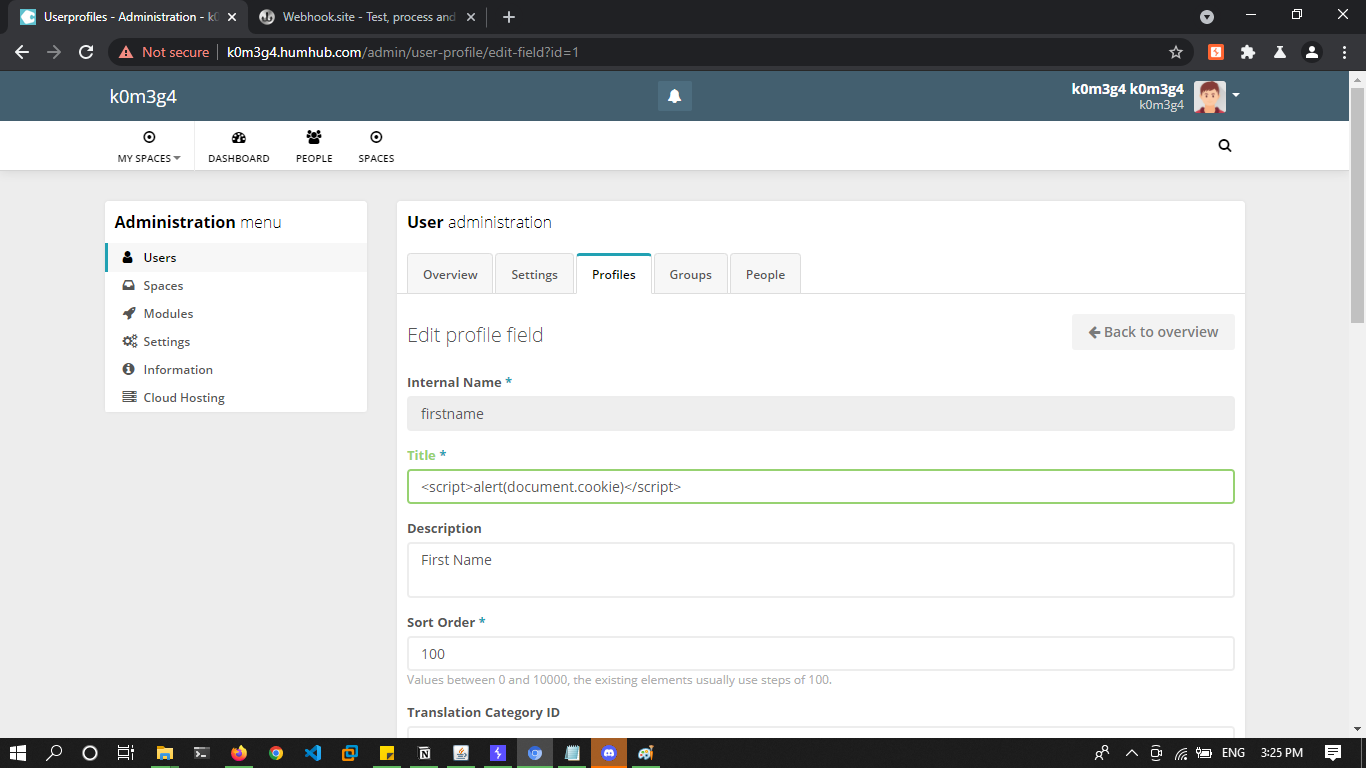 Userprofiles - Administration - k0
Webhook.site - Test, process and
Not secure
k0m3g4.humhub.com/admin/user-profile/edit-field?id=1
k0m3g4
k0m3g4 k0m3g4
k0m3g4
MY SPACES
DASHBOARD
PEOPLE
SPACES
Administration menu
Users
Spaces
Modules
Settings
Information
Cloud Hosting
User administration
Overview
Settings
Profiles
Groups
People
Edit profile field
Back to overview
Internal Name *
firstname
Title *
<script>alert(document.cookie)</script>
Description
First Name
Sort Order *
100
Values between 0 and 10000, the existing elements usually use steps of 100.
Translation Category ID
ENG
3:25 PM